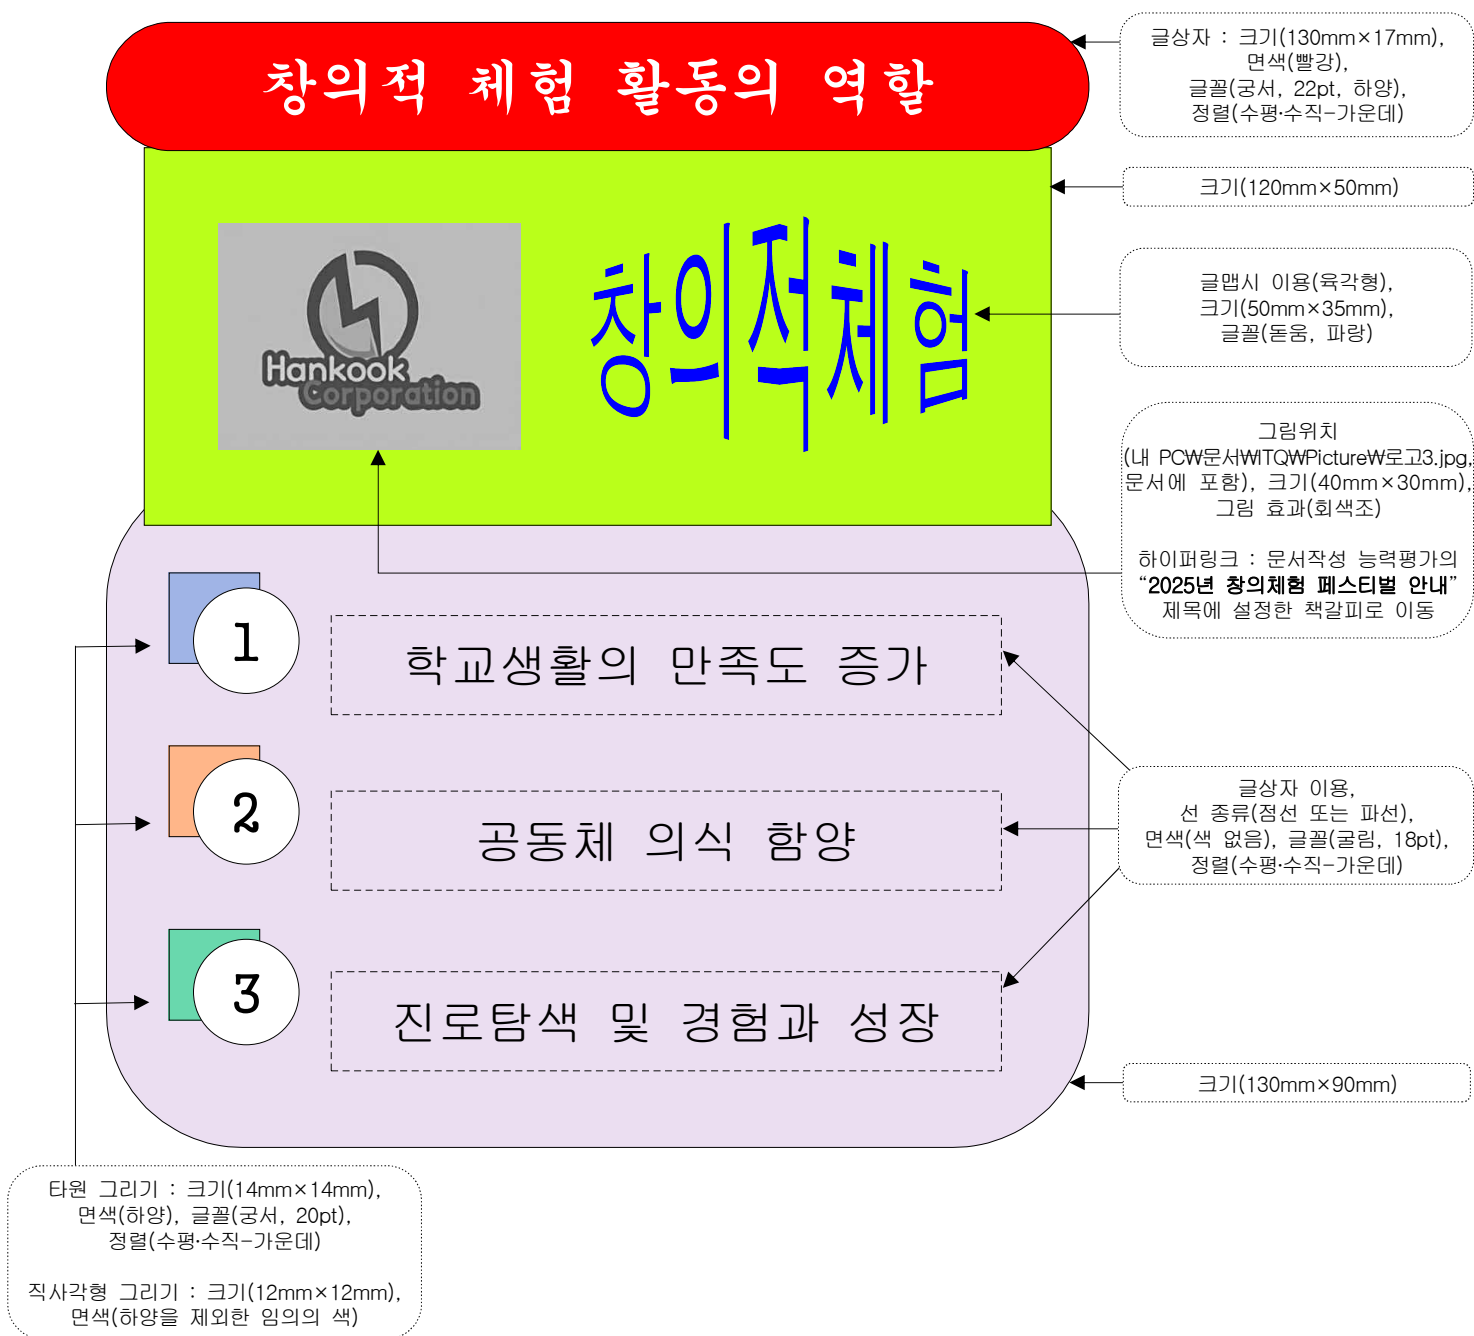 창의적 체험 활동의 역할
글상자 : 크기(130mm×17mm),
면색(빨강),
글꼴(궁서, 22pt, 하양),
정렬(수평·수직-가운데)
크기(120mm×50mm)
Hankook
Corporation
창의적체험
글맵시 이용(육각형),
크기(50mm×35mm),
글꼴(돋움, 파랑)
그림위치
(내 PC₩문서₩ITQ₩Picture₩로고3.jpg,
문서에 포함), 크기(40mm×30mm),
그림 효과(회색조)
하이퍼링크 : 문서작성 능력평가의
“2025년 창의체험 페스티벌 안내”
제목에 설정한 책갈피로 이동
1
학교생활의 만족도 증가
2
공동체 의식 함양
3
진로탐색 및 경험과 성장
글상자 이용,
선 종류(점선 또는 파선),
면색(색 없음), 글꼴(굴림, 18pt),
정렬(수평·수직-가운데)
크기(130mm×90mm)
타원 그리기 : 크기(14mm×14mm),
면색(하양), 글꼴(궁서, 20pt),
정렬(수평·수직-가운데)
직사각형 그리기 : 크기(12mm×12mm),
면색(하양을 제외한 임의의 색)